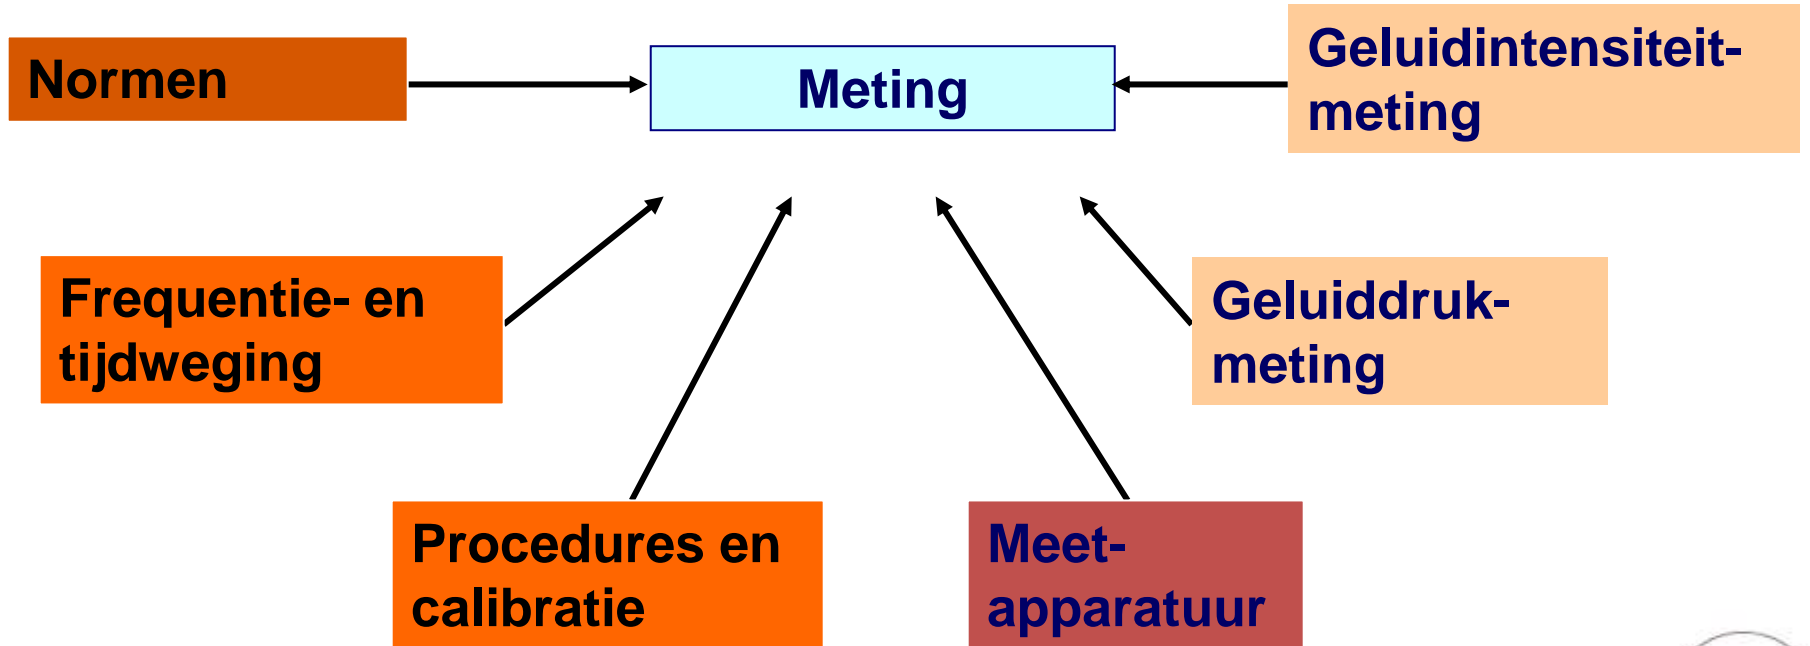 Normen
Meting
Geluidintensiteit-
meting
Frequentie- en
tijdweging
Geluiddruk-
meting
Procedures en
calibratie
Meet-
apparatuur